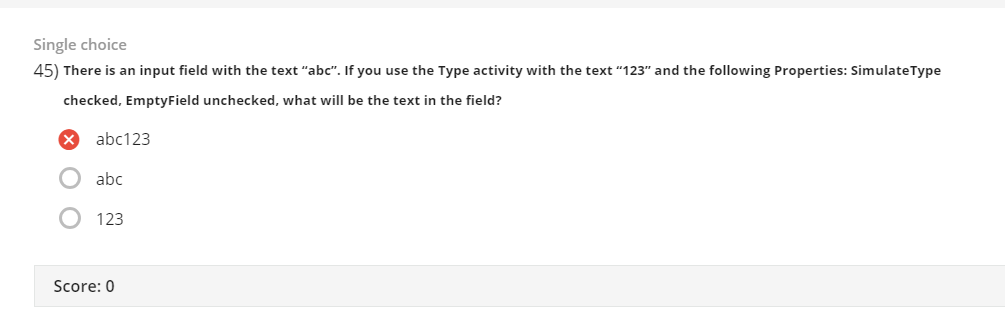 Single choice
45) There is an input field with the text “abc”. If you use the Type activity with the text “123” and the following Properties: SimulateType
checked, EmptyField unchecked, what will be the text in the field?
abc123
abc
123
Score: 0